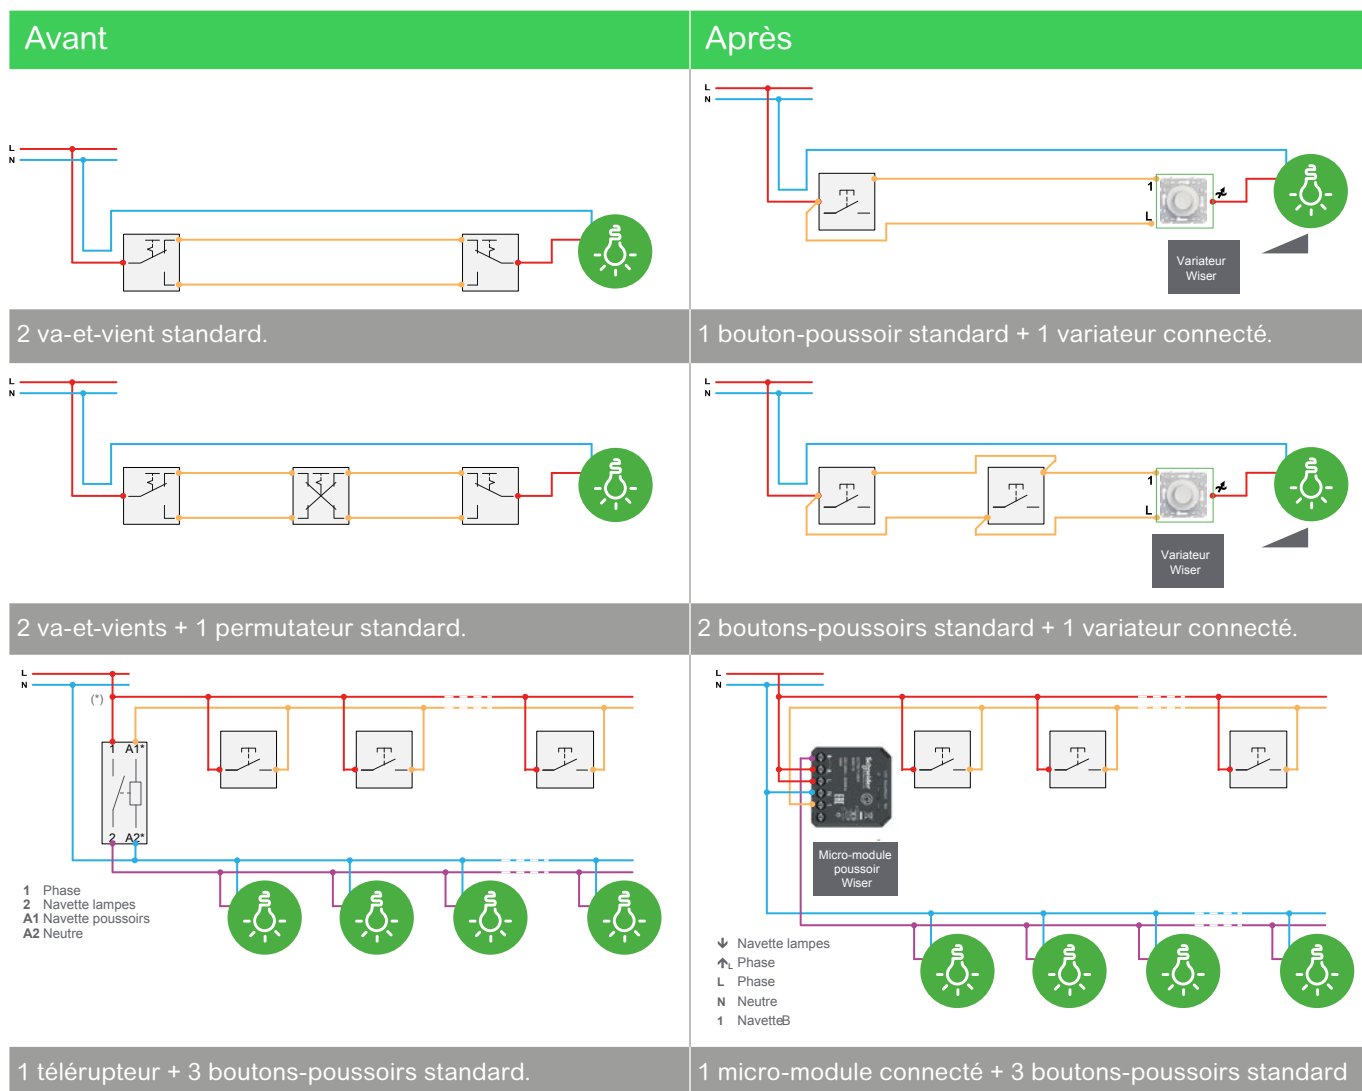 Avant
Après
L
N
L
N
1
L
Variateur
Wiser
2 va-et-vient standard.
1 bouton-poussoir standard + 1 variateur connecté.
L
N
L
N
1
L
Variateur
Wiser
2 va-et-vients + 1 permutateur standard.
2 boutons-poussoirs standard + 1 variateur connecté.
L
N
(*)
1 A1*
2 A2*
1 Phase
2 Navette lampes
A1 Navette poussoirs
A2 Neutre
L
N
Schneider
Micro-module
poussoir
Wiser
↓ Navette lampes
↑L Phase
L Phase
N Neutre
1 NavetteB
1 télérupteur + 3 boutons-poussoirs standard.
1 micro-module connecté + 3 boutons-poussoirs standard